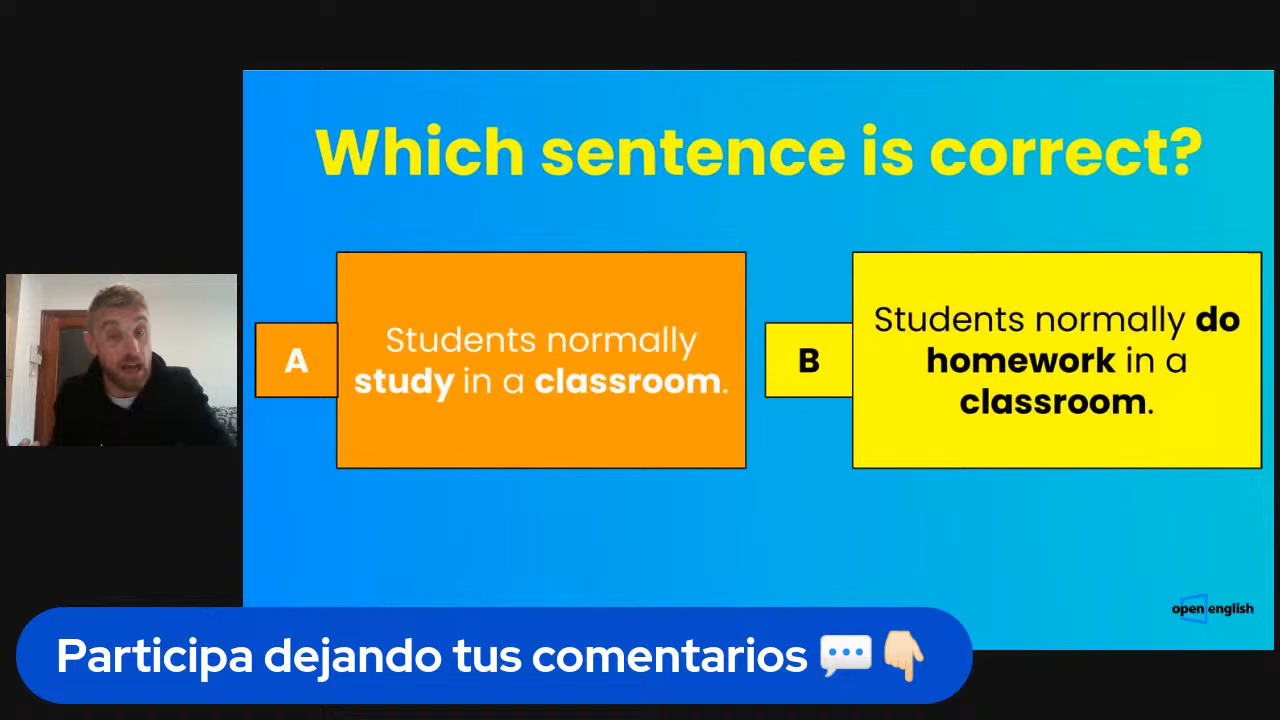 Which sentence is correct?
A
Students normally
study in a classroom.
B
Students normally do
homework in a
classroom.
open english
Participa dejando tus comentarios 💬👇🏻